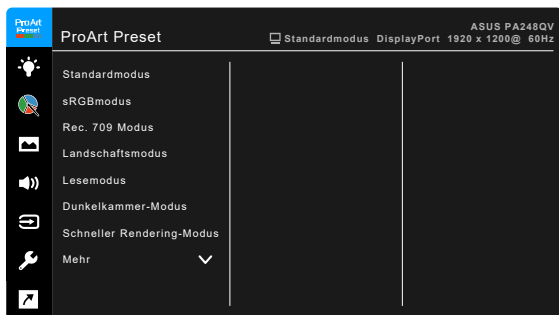 ProArt
Preset
ProArt Preset
ASUS PA248QV
Standardmodus DisplayPort 1920 x 1200@ 60Hz
Standardmodus
sRGBmodus
Rec. 709 Modus
Landschaftsmodus
Lesemodus
Dunkelkammer-Modus
Schneller Rendering-Modus
Mehr